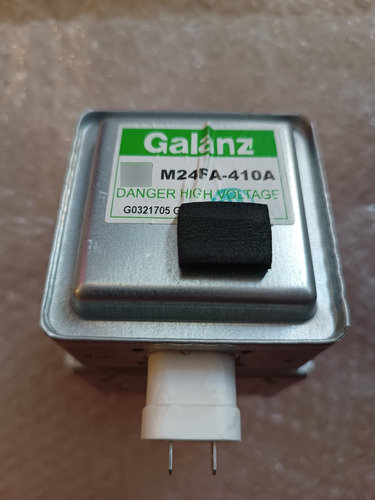 Galanz
M24FA-410A
DANGER HIGH VOLTAGE
G0321705